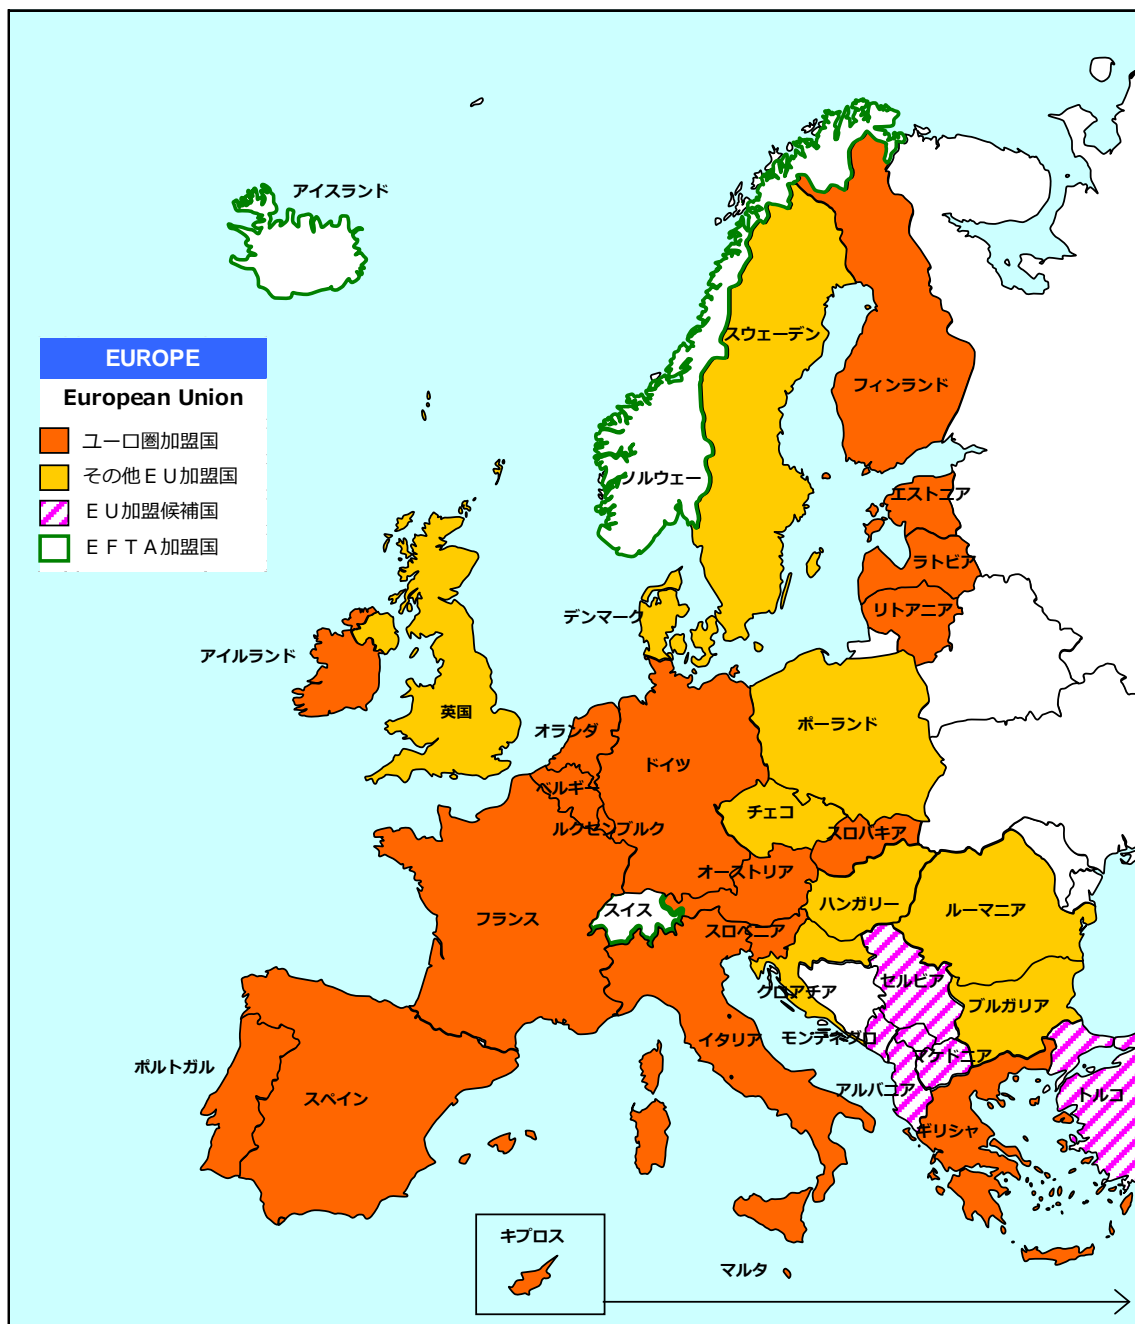 アイスランド
EUROPE
European Union
ユーロ圏加盟国
その他ＥＵ加盟国
ＥＵ加盟候補国
ＥＦＴＡ加盟国
スウェーデン
フィンランド
ノルウェー
エストニア
ラトビア
リトアニア
デンマーク
アイルランド
英国
オランダ
ポーランド
ドイツ
ベルギー
チェコ
ルクセンブルク
スロバキア
オーストリア
ハンガリー
ルーマニア
スイス
フランス
スロベニア
セルビア
クロアチア
ブルガリア
イタリア
モンテネグロ
マケドニア
ポルトガル
スペイン
アルバニア
トルコ
ギリシャ
キプロス
マルタ